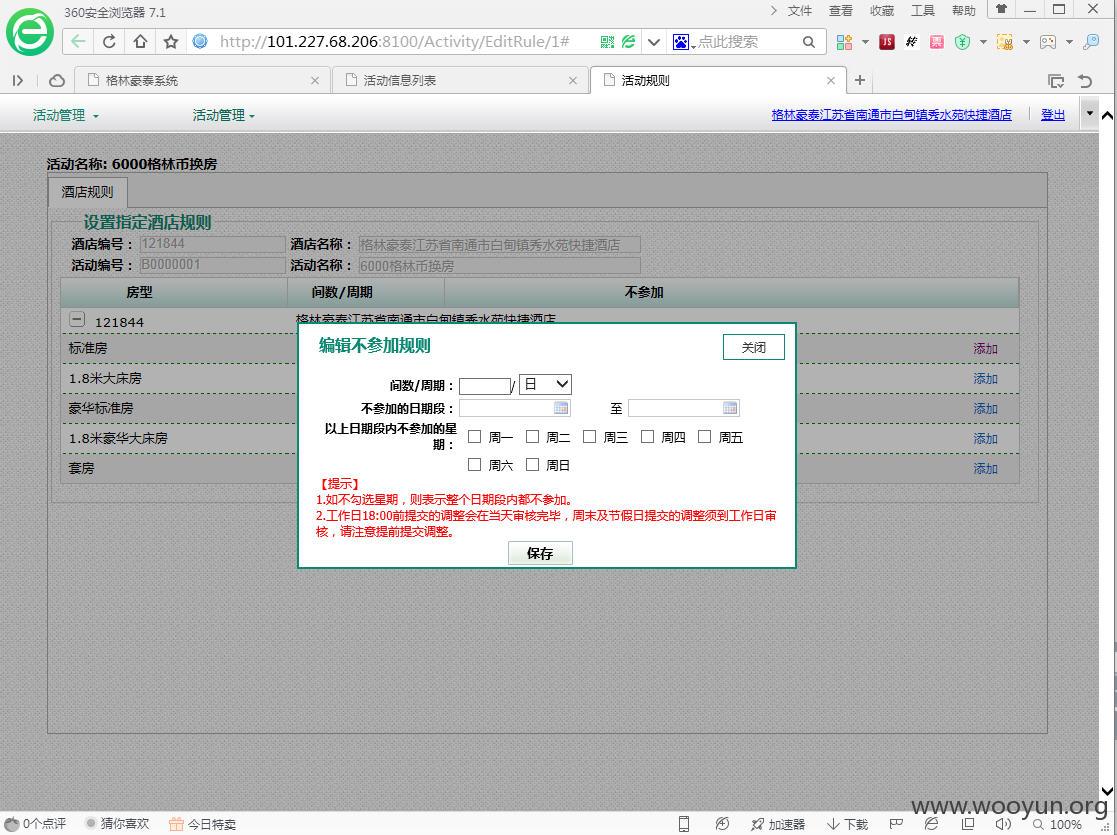 360安全浏览器 7.1
文件 查看 收藏 工具 帮助
http://101.227.68.206:8100/Activity/EditRule/1#
点此搜索
格林豪泰系统 活动信息列表 活动规则
活动管理 活动管理 格林豪泰江苏省南通市白甸镇秀水苑快捷酒店 登出
活动名称: 6000格林币换房
酒店规则
设置指定酒店规则
酒店编号： 121844 酒店名称： 格林豪泰江苏省南通市白甸镇秀水苑快捷酒店
活动编号： B0000001 活动名称： 6000格林币换房
房型 间数/周期 不参加
121844 格林豪泰江苏省南通市白甸镇秀水苑快捷酒店
标准房 添加
1.8米大床房 添加
豪华标准房 添加
1.8米豪华大床房 添加
套房 添加
编辑不参加规则 关闭
间数/周期： / 日
不参加的日期段： 至
以上日期段内不参加的星
期：
周一 周二 周三 周四 周五
周六 周日
【提示】
1.如不勾选星期，则表示整个日期段内都不参加。
2.工作日18:00前提交的调整会在当天审核完毕，周末及节假日提交的调整须到工作日审
核，请注意提前提交调整。
保存
www.wooyun.org
0个点评 猜你喜欢 今日特卖 加速器 下载 100%